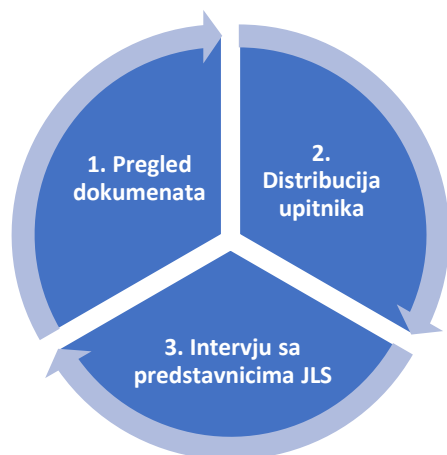 1. Pregled
dokumenata
2.
Distribucija
upitnika
3. Intervju sa
predstavnicima JLS